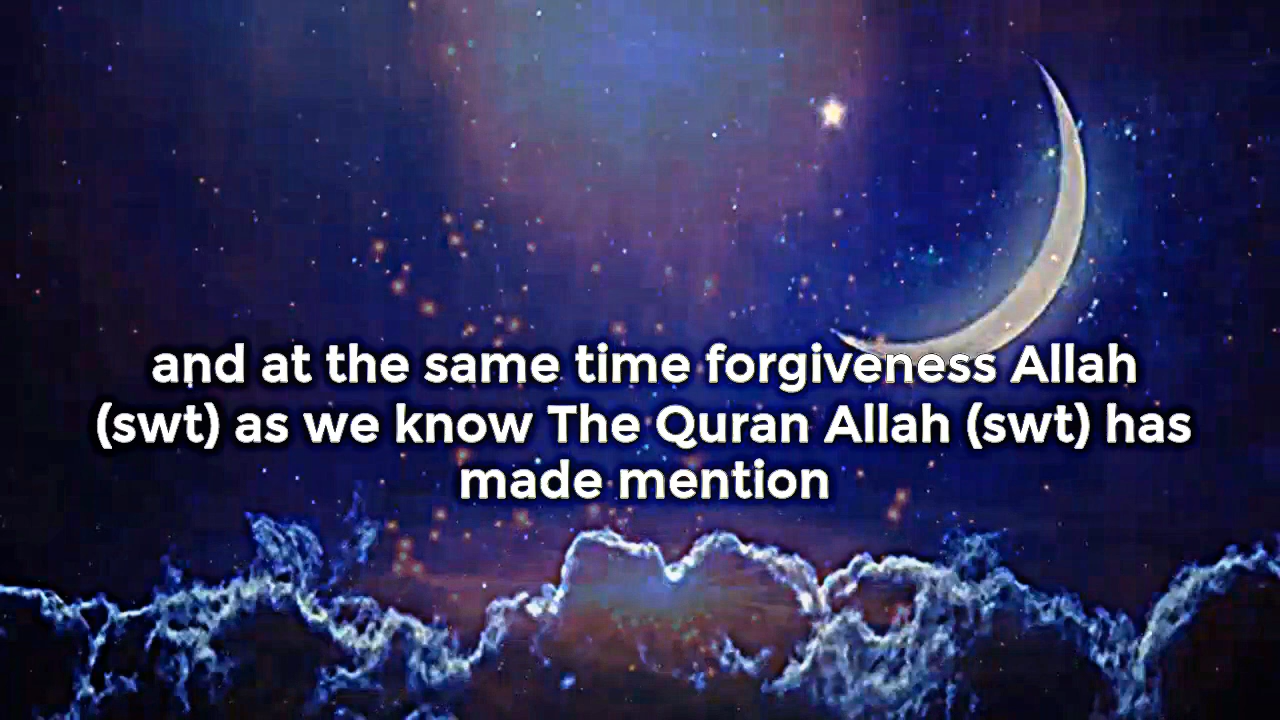 and at the same time forgiveness Allah
(swt) as we know The Quran Allah (swt) has
made mention